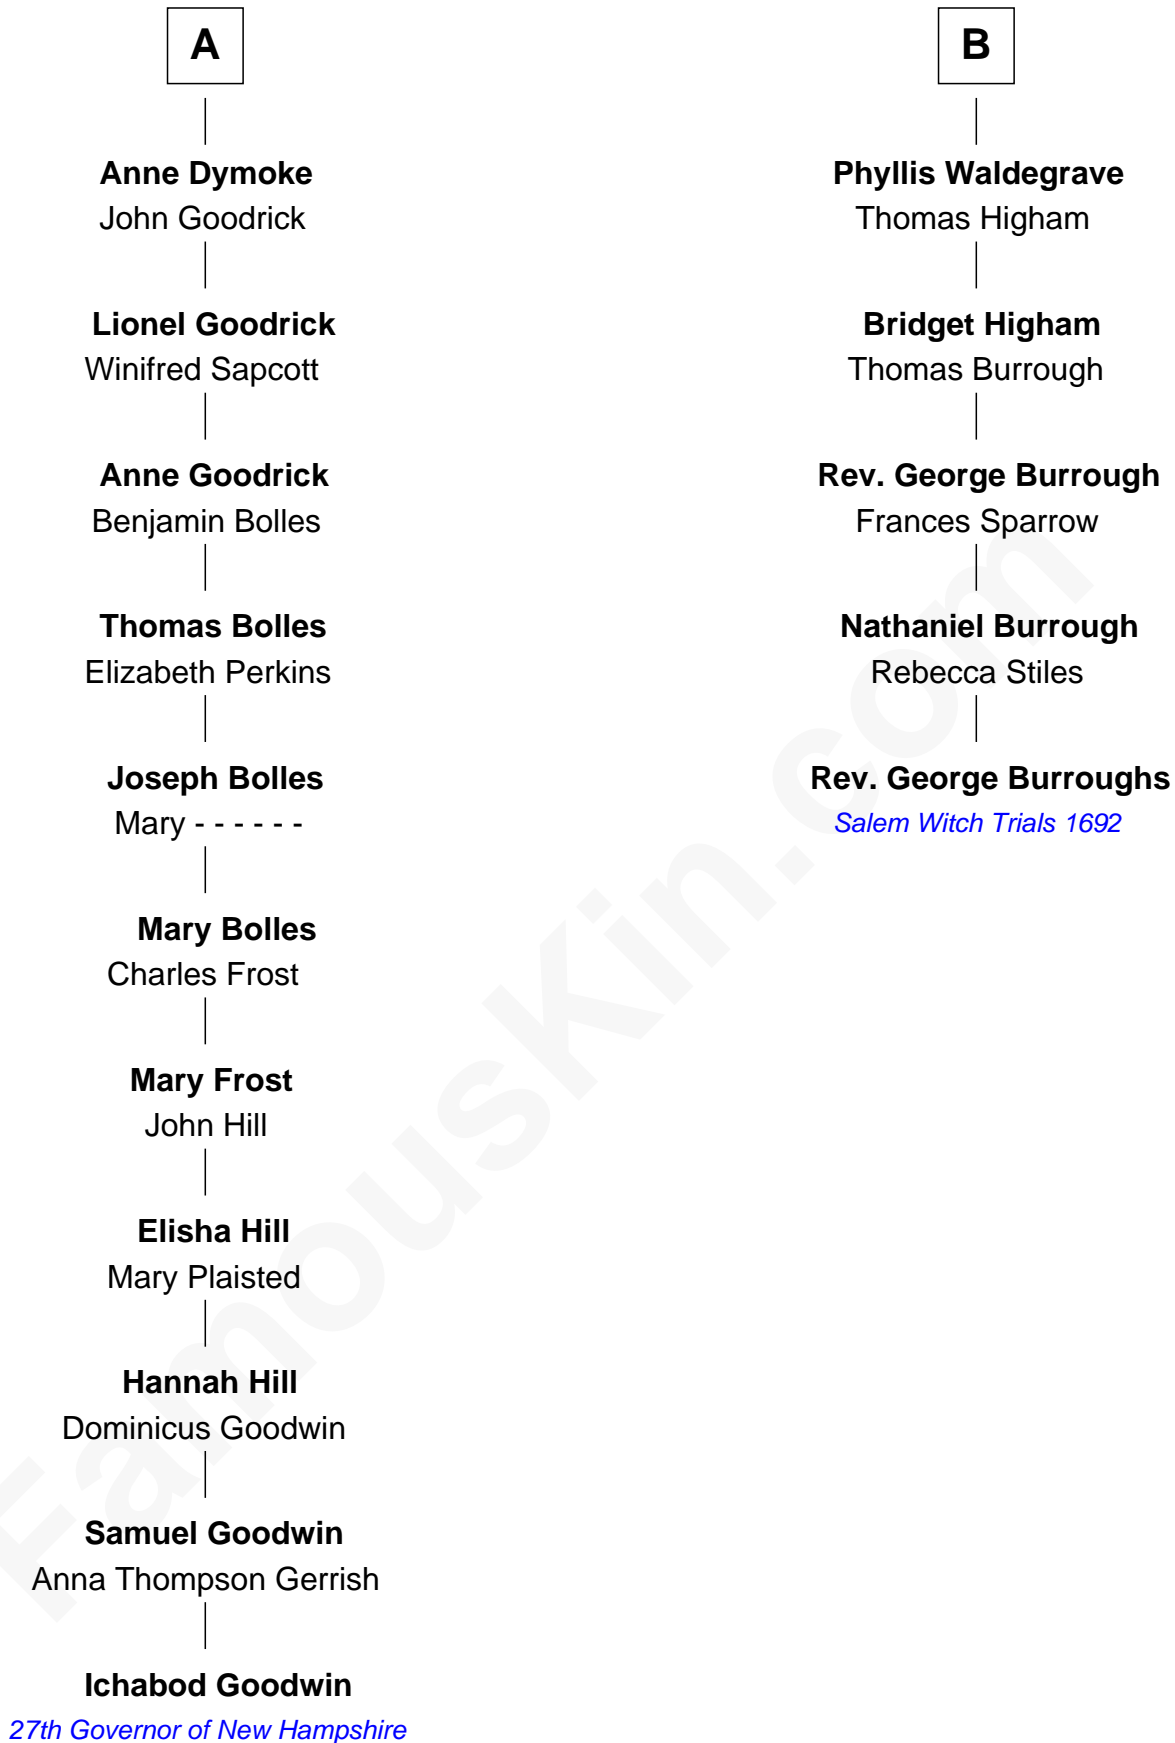 A
Anne Dymoke
John Goodrick
Lionel Goodrick
Winifred Sapcott
Anne Goodrick
Benjamin Bolles
Thomas Bolles
Elizabeth Perkins
Joseph Bolles
Mary - - - - - -
Mary Bolles
Charles Frost
Mary Frost
John Hill
Elisha Hill
Mary Plaisted
Hannah Hill
Dominicus Goodwin
Samuel Goodwin
Anna Thompson Gerrish
Ichabod Goodwin
27th Governor of New Hampshire
B
Phyllis Waldegrave
Thomas Higham
Bridget Higham
Thomas Burrough
Rev. George Burrough
Frances Sparrow
Nathaniel Burrough
Rebecca Stiles
Rev. George Burroughs
Salem Witch Trials 1692
FamousKin.com